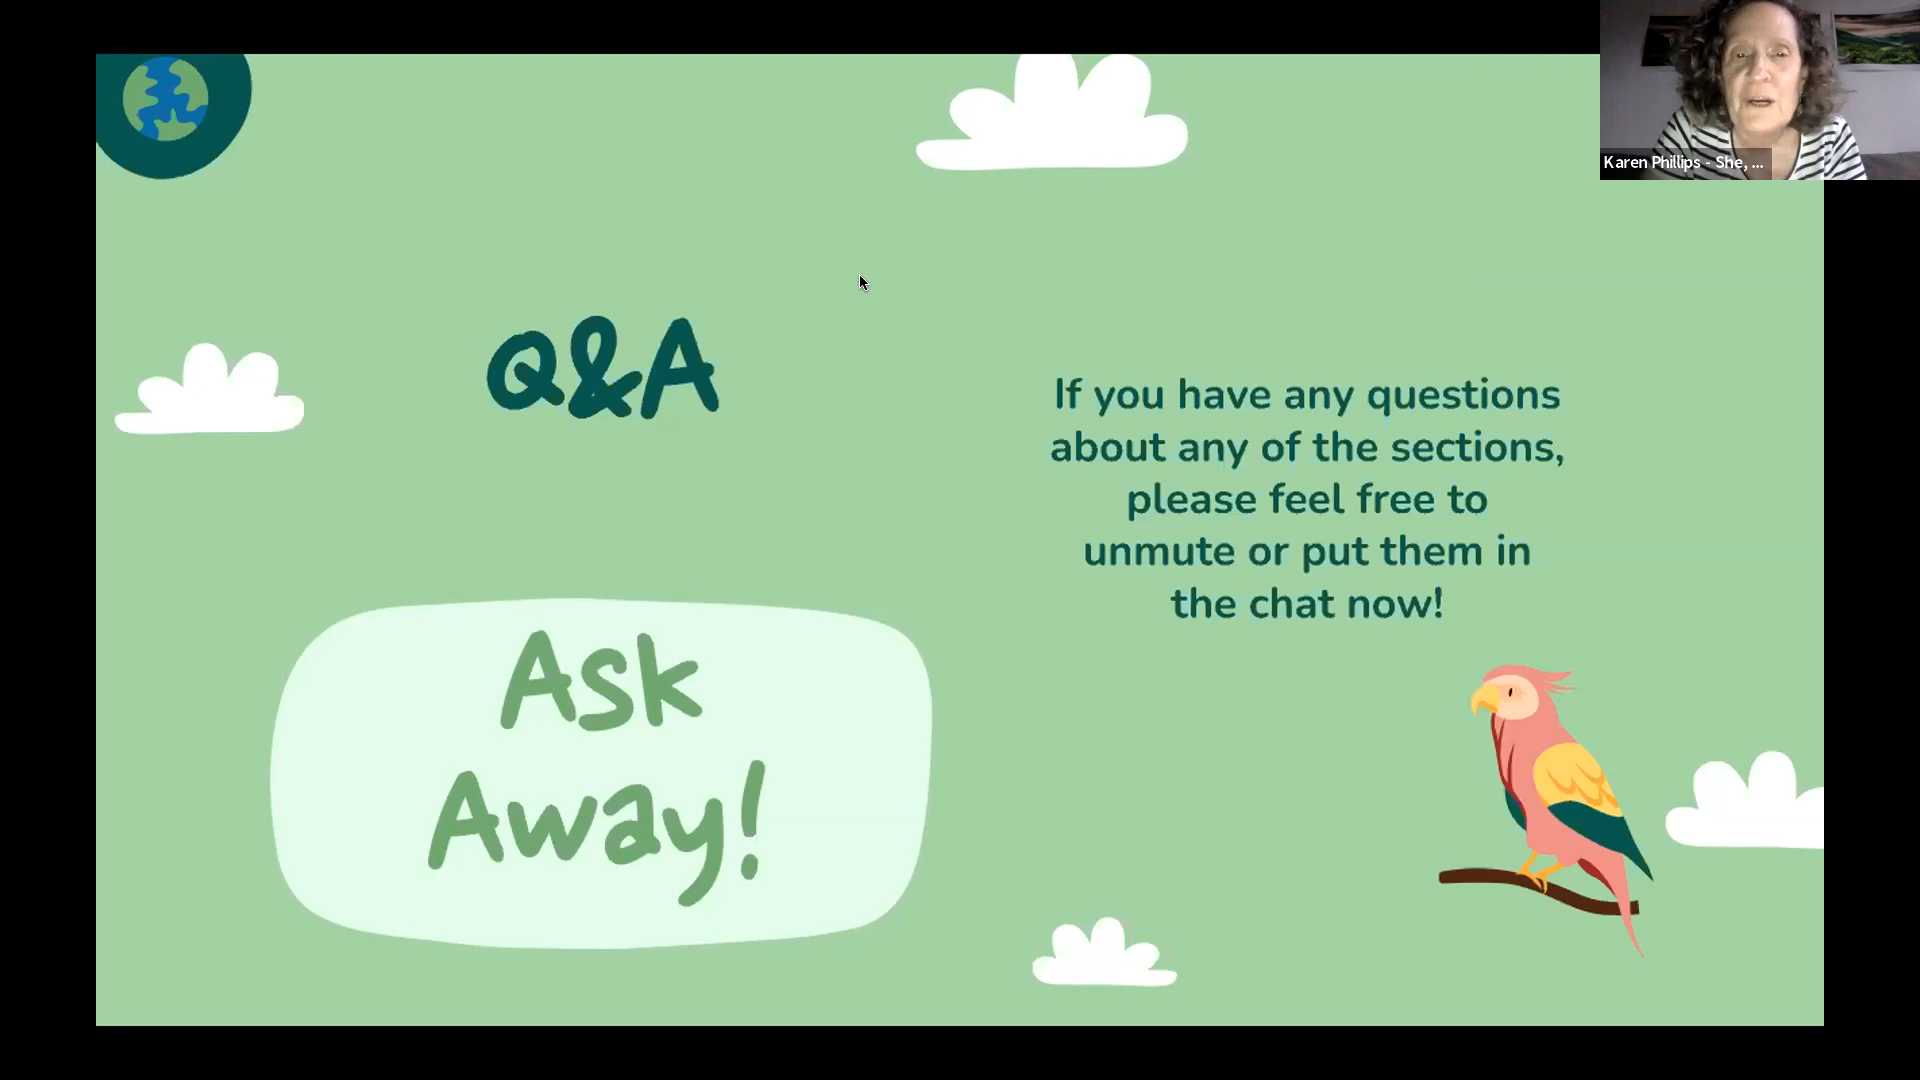 Karen Phillips - She, ...
Q&A
If you have any questions
about any of the sections,
please feel free to
unmute or put them in
the chat now!
Ask
Away!